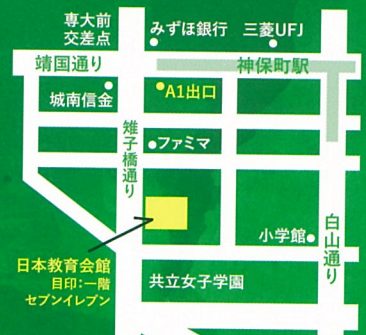 専大前
交差点
みずほ銀行
三菱UFJ
靖国通り
神保町駅
城南信金
A1出口
雉子橋通り
ファミマ
白山通り
小学館
日本教育会館
目印:一階
セブンイレブン
共立女子学園